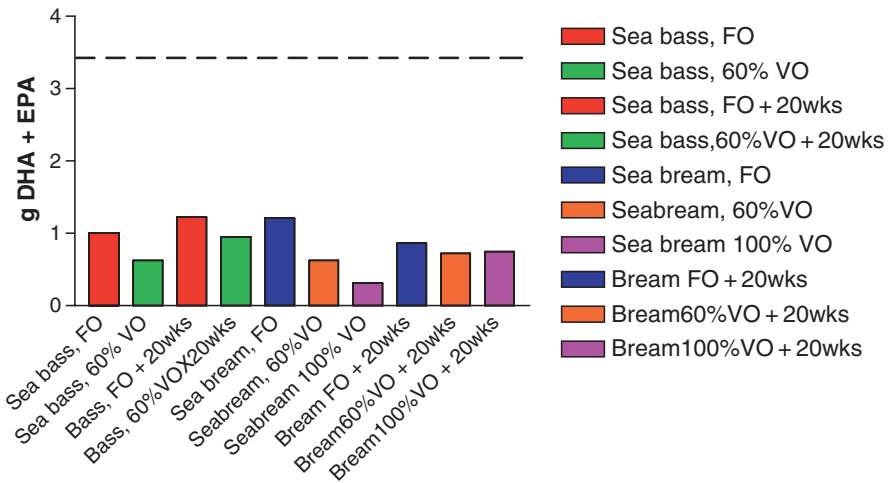 4
3
2
1
0
g DHA + EPA
Sea bass, FO
Sea bass, 60% VO
Bass, FO + 20wks
Bass, 60%VOX20wks
Sea bream, FO
Seabream, 60%VO
Seabream 100% VO
Bream FO + 20wks
Bream60%VO + 20wks
Bream100%VO + 20wks
Sea bass, FO
Sea bass, 60% VO
Sea bass, FO + 20wks
Sea bass,60%VO + 20wks
Sea bream, FO
Seabream, 60%VO
Sea bream 100% VO
Bream FO + 20wks
Bream60%VO + 20wks
Bream100%VO + 20wks